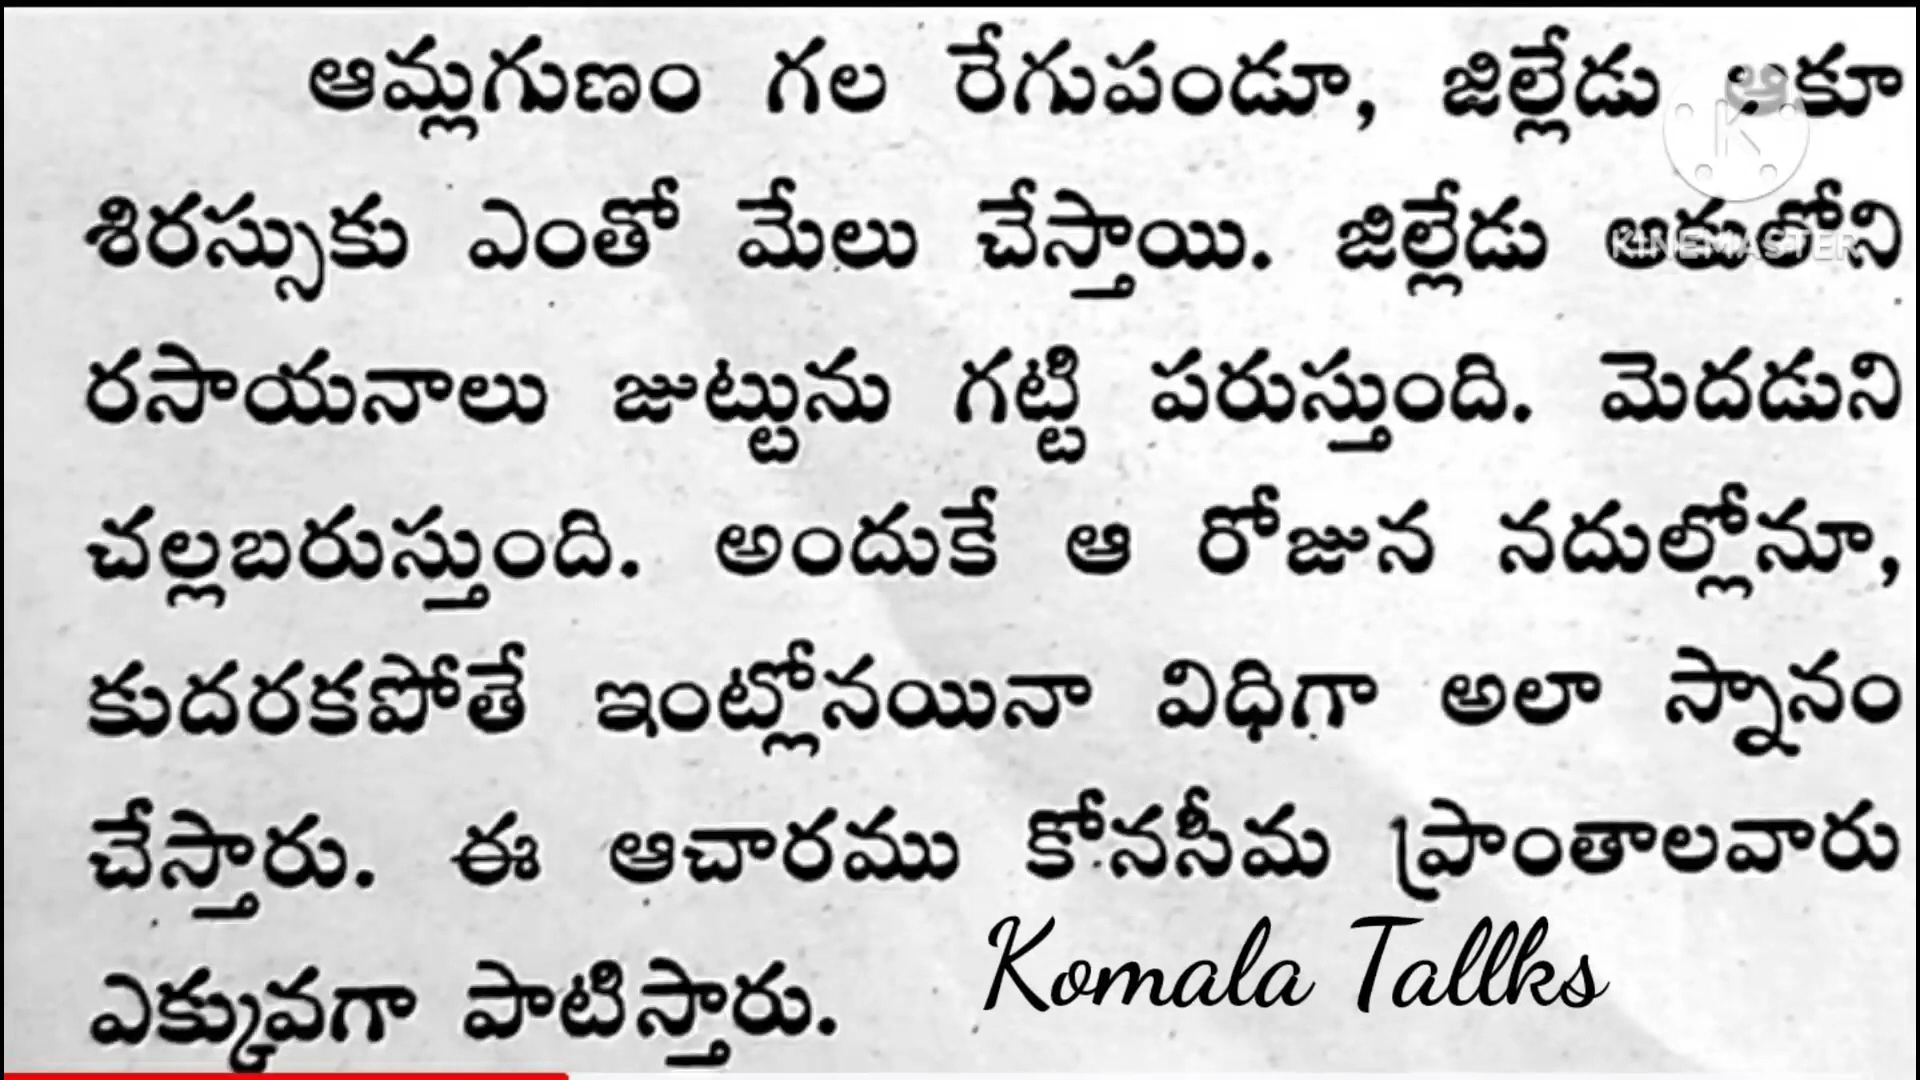 ఆమ్లగుణం గల రేగుపండూ, జిల్లేడు ఆకూ
శిరస్సుకు ఎంతో మేలు చేస్తాయి. జిల్లేడు
రసాయనాలు జుట్టును గట్టి పరుస్తుంది. మెదడుని
చల్లబరుస్తుంది. అందుకే ఆ రోజున నదుల్లోనూ,
కుదరకపోతే ఇంట్లోనయినా విధిగా అలా స్నానం
చేస్తారు. ఈ ఆచారము కోనసీమ ప్రాంతాలవారు
ఎక్కువగా పాటిస్తారు.
Komala Tallks
KINEMASTER